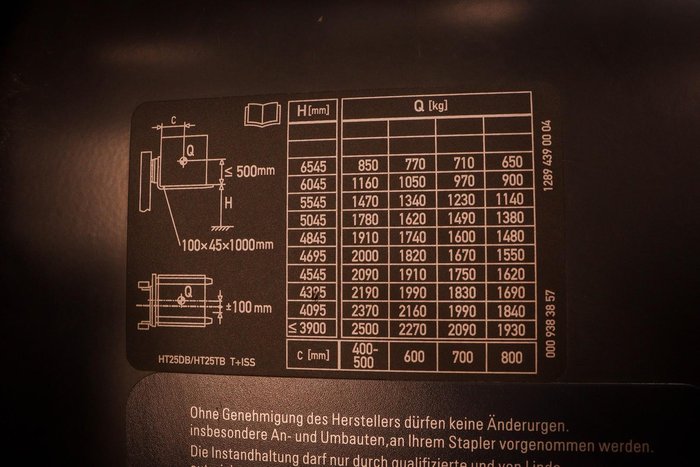 H [mm] Q [kg]
6545 850 770 710 650
6045 1160 1050 970 900
5545 1470 1340 1230 1140
5045 1780 1620 1490 1380
4845 1910 1740 1600 1480
4695 2000 1820 1670 1550
4545 2090 1910 1750 1620
4325 2190 1990 1830 1690
4095 2370 2160 1990 1840
≤ 3900 2500 2270 2090 1930
c [mm] 400-500 600 700 800
c
Q
≤ 500mm
H
100×45×1000mm
Q
±100 mm
HT25DB/HT25TB T+ISS
1289 439 00 04
000 938 38 57
Ohne Genehmigung des Herstellers dürfen keine Änderungen.
insbesondere An- und Umbauten,an Ihrem Stapler vorgenommen werden.
Die Instandhaltung darf nur durch qualifizierte und von Linde